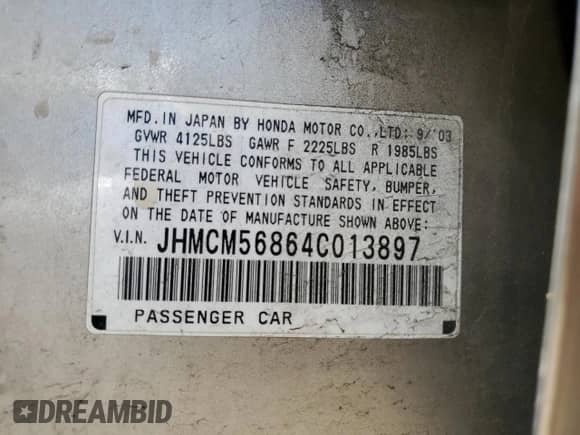 MFD. IN JAPAN BY HONDA MOTOR CO.,LTD: 9/'03
GVWR 4125LBS GAWR F 2225LBS R 1985LBS
THIS VEHICLE CONFORMS TO ALL APPLICABLE
FEDERAL MOTOR VEHICLE SAFETY, BUMPER,
AND THEFT PREVENTION STANDARDS IN EFFECT
ON THE DATE OF MANUFACTURE SHOWN ABOVE:
V.I.N. JHMCM56864C013897
PASSENGER CAR
DREAMBID